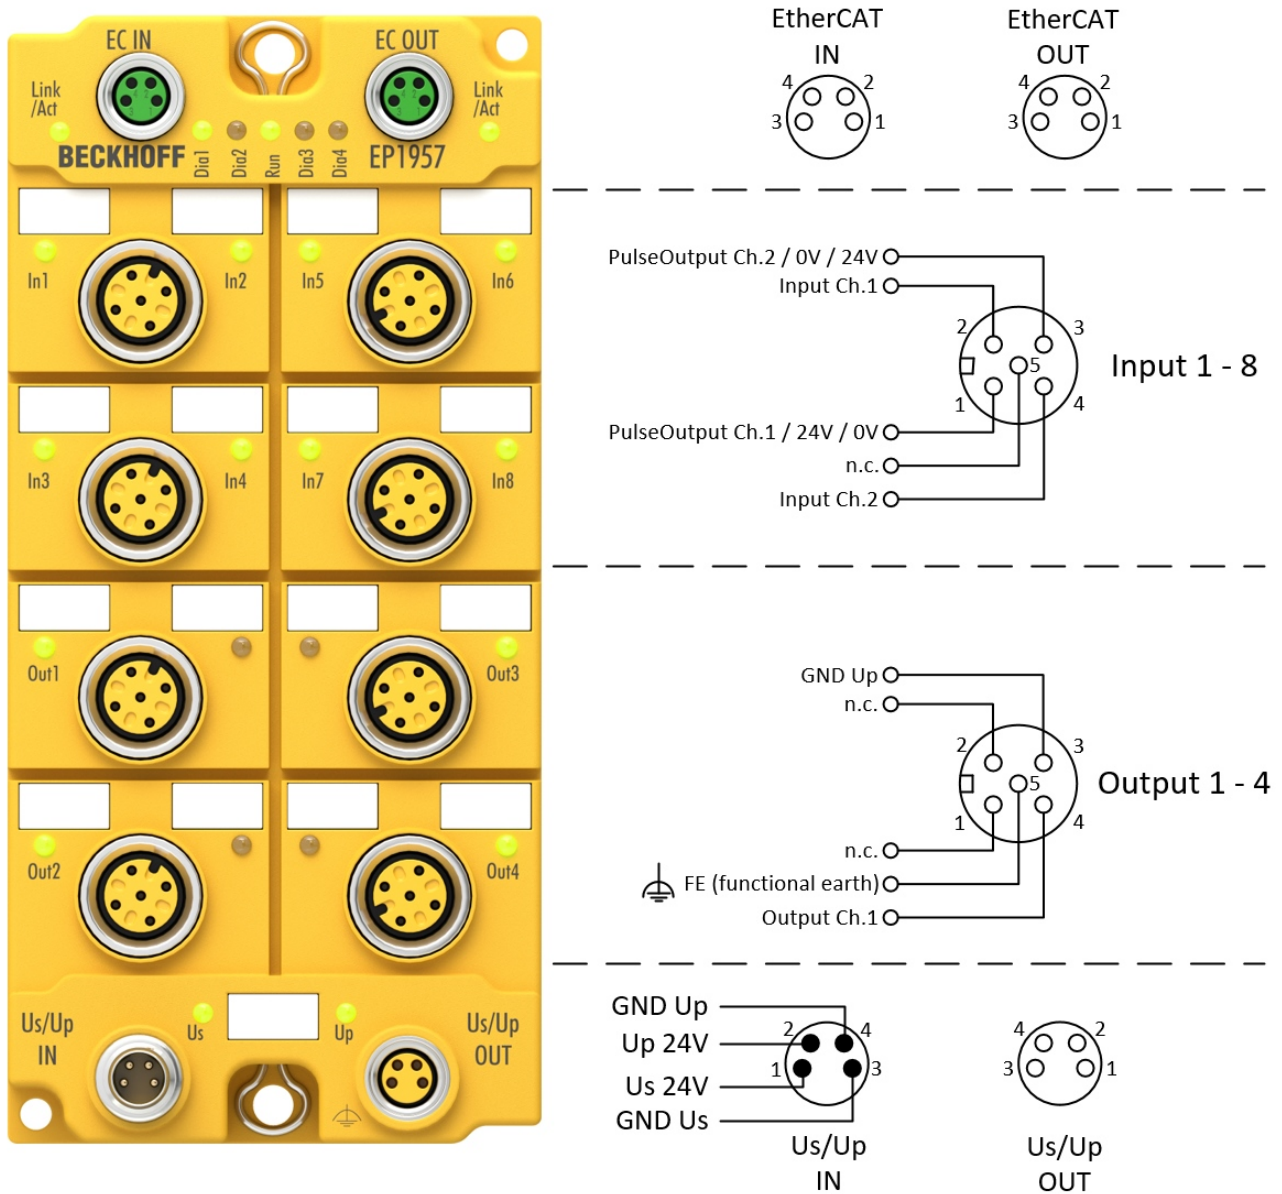 EC IN
EC OUT
Link
/Act
Link
/Act
BECKHOFF
Dia1
Dia2
Run
Dia3
Dia4
EP1957
In1
In2
In5
In6
In3
In4
In7
In8
Out1
Out3
Out2
Out4
Us/Up
IN
Us
Up
Us/Up
OUT
EtherCAT
IN
4
2
3
1
EtherCAT
OUT
4
2
3
1
PulseOutput Ch.2 / 0V / 24V
Input Ch.1
2
3
5
1
4
Input 1 - 8
PulseOutput Ch.1 / 24V / 0V
n.c.
Input Ch.2
GND Up
n.c.
2
3
5
1
4
Output 1 - 4
n.c.
FE (functional earth)
Output Ch.1
GND Up
Up 24V
Us 24V
GND Us
2
4
1
3
Us/Up
IN
4
2
3
1
Us/Up
OUT